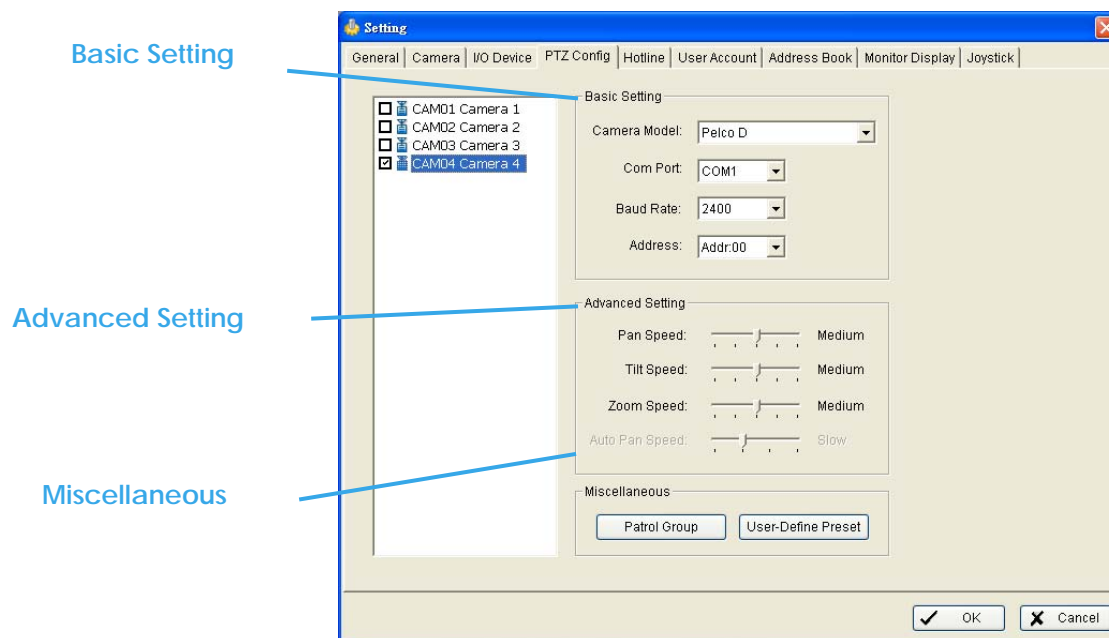 Setting
Basic Setting
General Camera I/O Device PTZ Config Hotline User Account Address Book Monitor Display Joystick
CAM01 Camera 1
CAM02 Camera 2
CAM03 Camera 3
CAM04 Camera 4
Basic Setting
Camera Model: Pelco D
Com Port: COM1
Baud Rate: 2400
Address: Addr:00
Advanced Setting
Advanced Setting
Pan Speed: Medium
Tilt Speed: Medium
Zoom Speed: Medium
Auto Pan Speed: Slow
Miscellaneous
Miscellaneous
Patrol Group User-Define Preset
OK Cancel